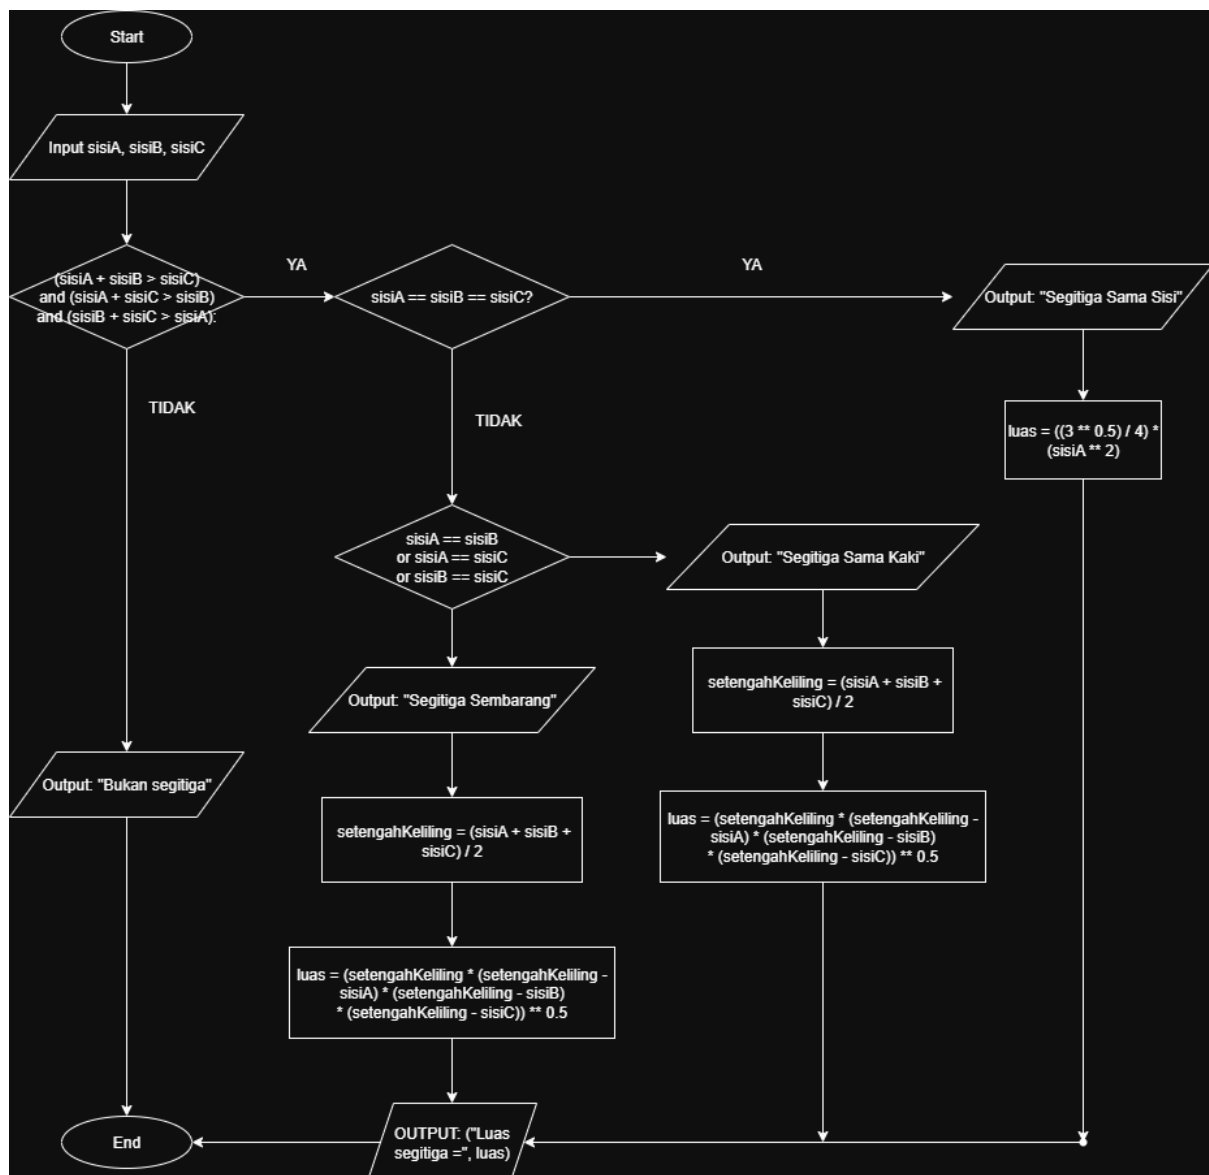 Start
Input sisiA, sisiB, sisiC
(sisiA + sisiB > sisiC)
and (sisiA + sisiC > sisiB)
and (sisiB + sisiC > sisiA):
YA
sisiA == sisiB == sisiC?
YA
Output: "Segitiga Sama Sisi"
luas = ((3 ** 0.5) / 4) *
(sisiA ** 2)
TIDAK
TIDAK
sisiA == sisiB
or sisiA == sisiC
or sisiB == sisiC
Output: "Segitiga Sama Kaki"
setengahKeliling = (sisiA + sisiB +
sisiC) / 2
luas = (setengahKeliling * (setengahKeliling -
sisiA) * (setengahKeliling - sisiB)
* (setengahKeliling - sisiC)) ** 0.5
Output: "Segitiga Sembarang"
setengahKeliling = (sisiA + sisiB +
sisiC) / 2
luas = (setengahKeliling * (setengahKeliling -
sisiA) * (setengahKeliling - sisiB)
* (setengahKeliling - sisiC)) ** 0.5
Output: "Bukan segitiga"
OUTPUT: ("Luas
segitiga =", luas)
End